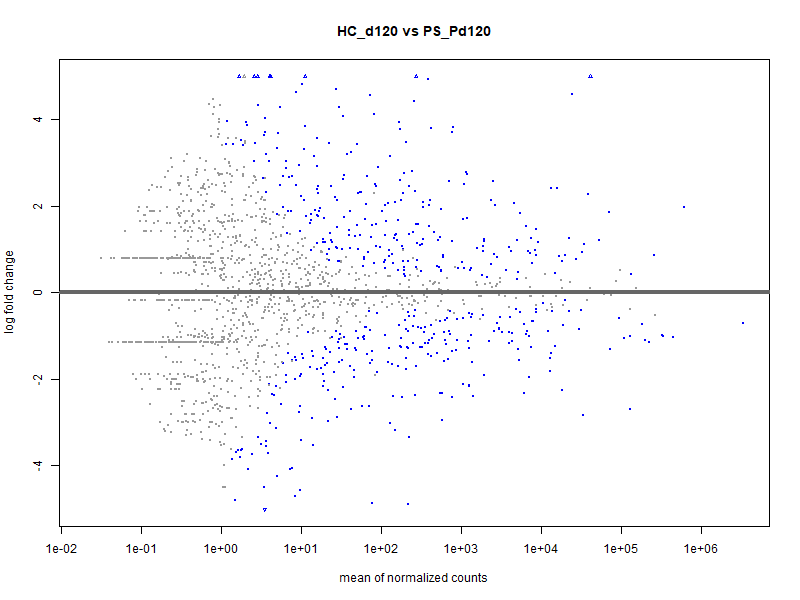 HC_d120 vs PS_Pd120
4
2
0
-2
-4
log fold change
1e-02 1e-01 1e+00 1e+01 1e+02 1e+03 1e+04 1e+05 1e+06
mean of normalized counts